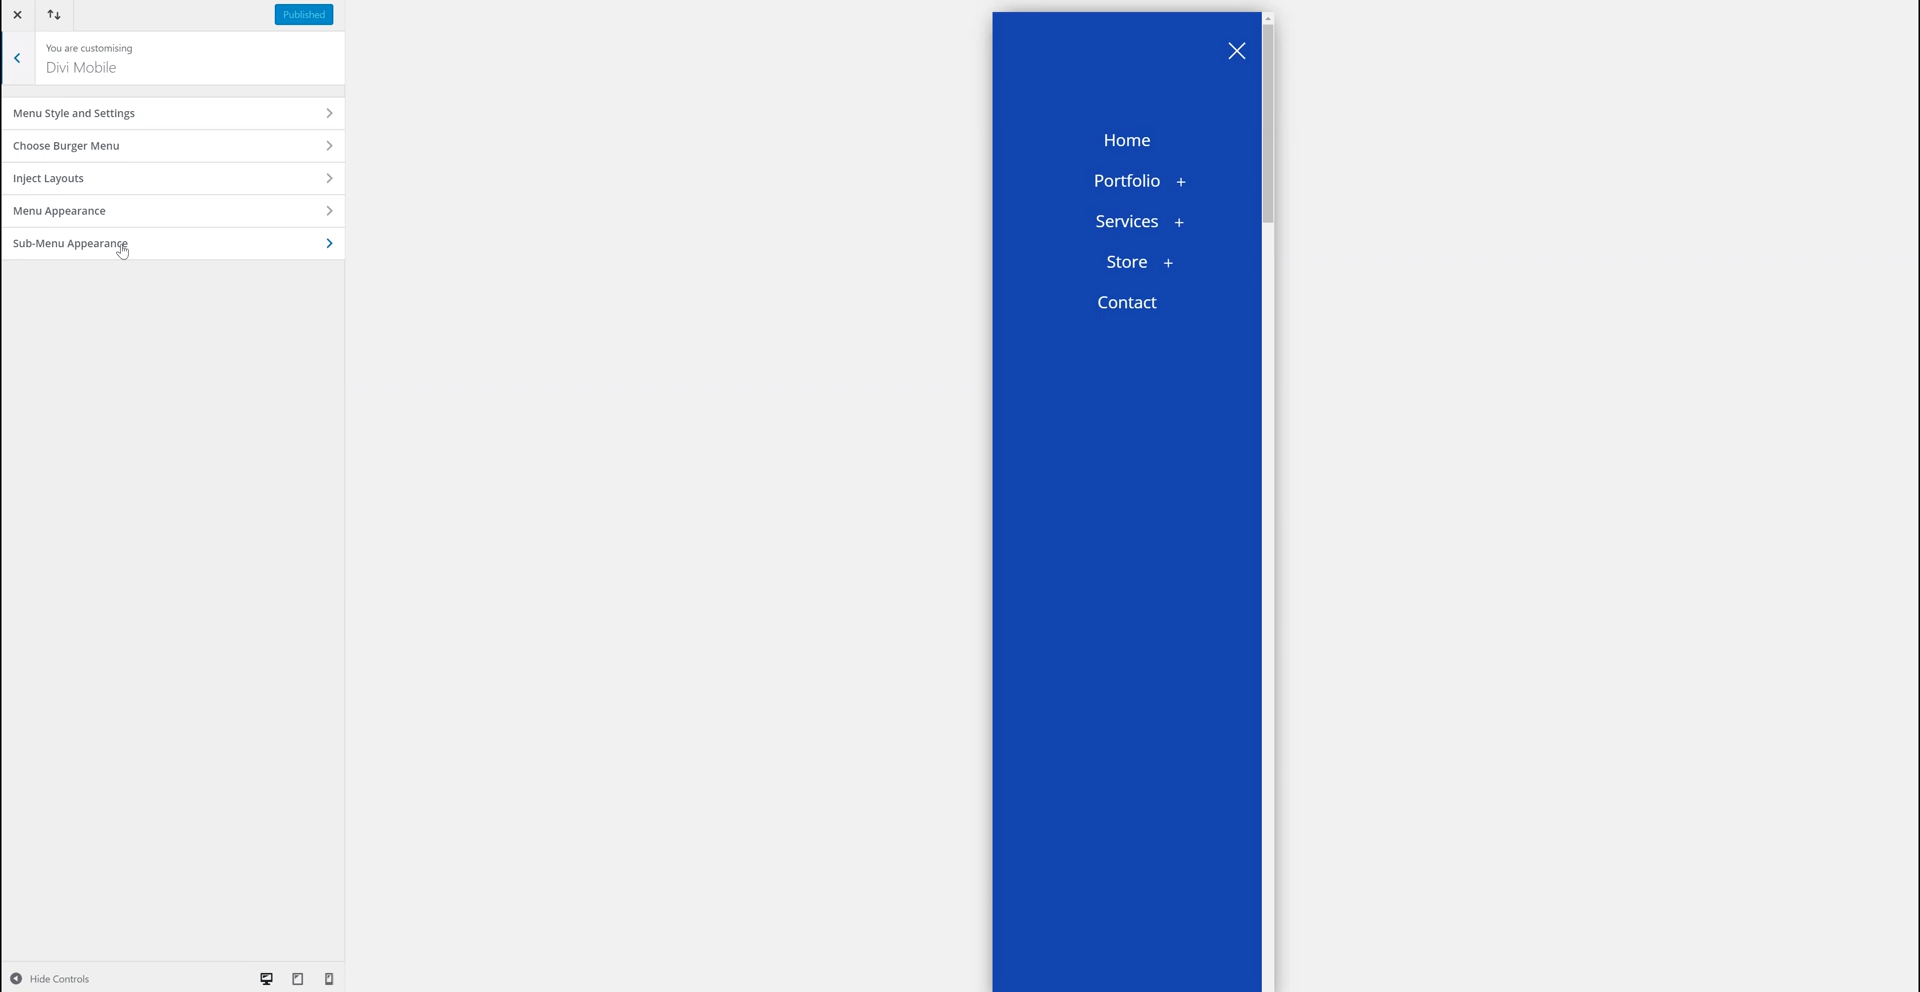 Published
You are customising
Divi Mobile
Menu Style and Settings
Choose Burger Menu
Inject Layouts
Menu Appearance
Sub-Menu Appearance
Hide Controls
Home
Portfolio +
Services +
Store +
Contact